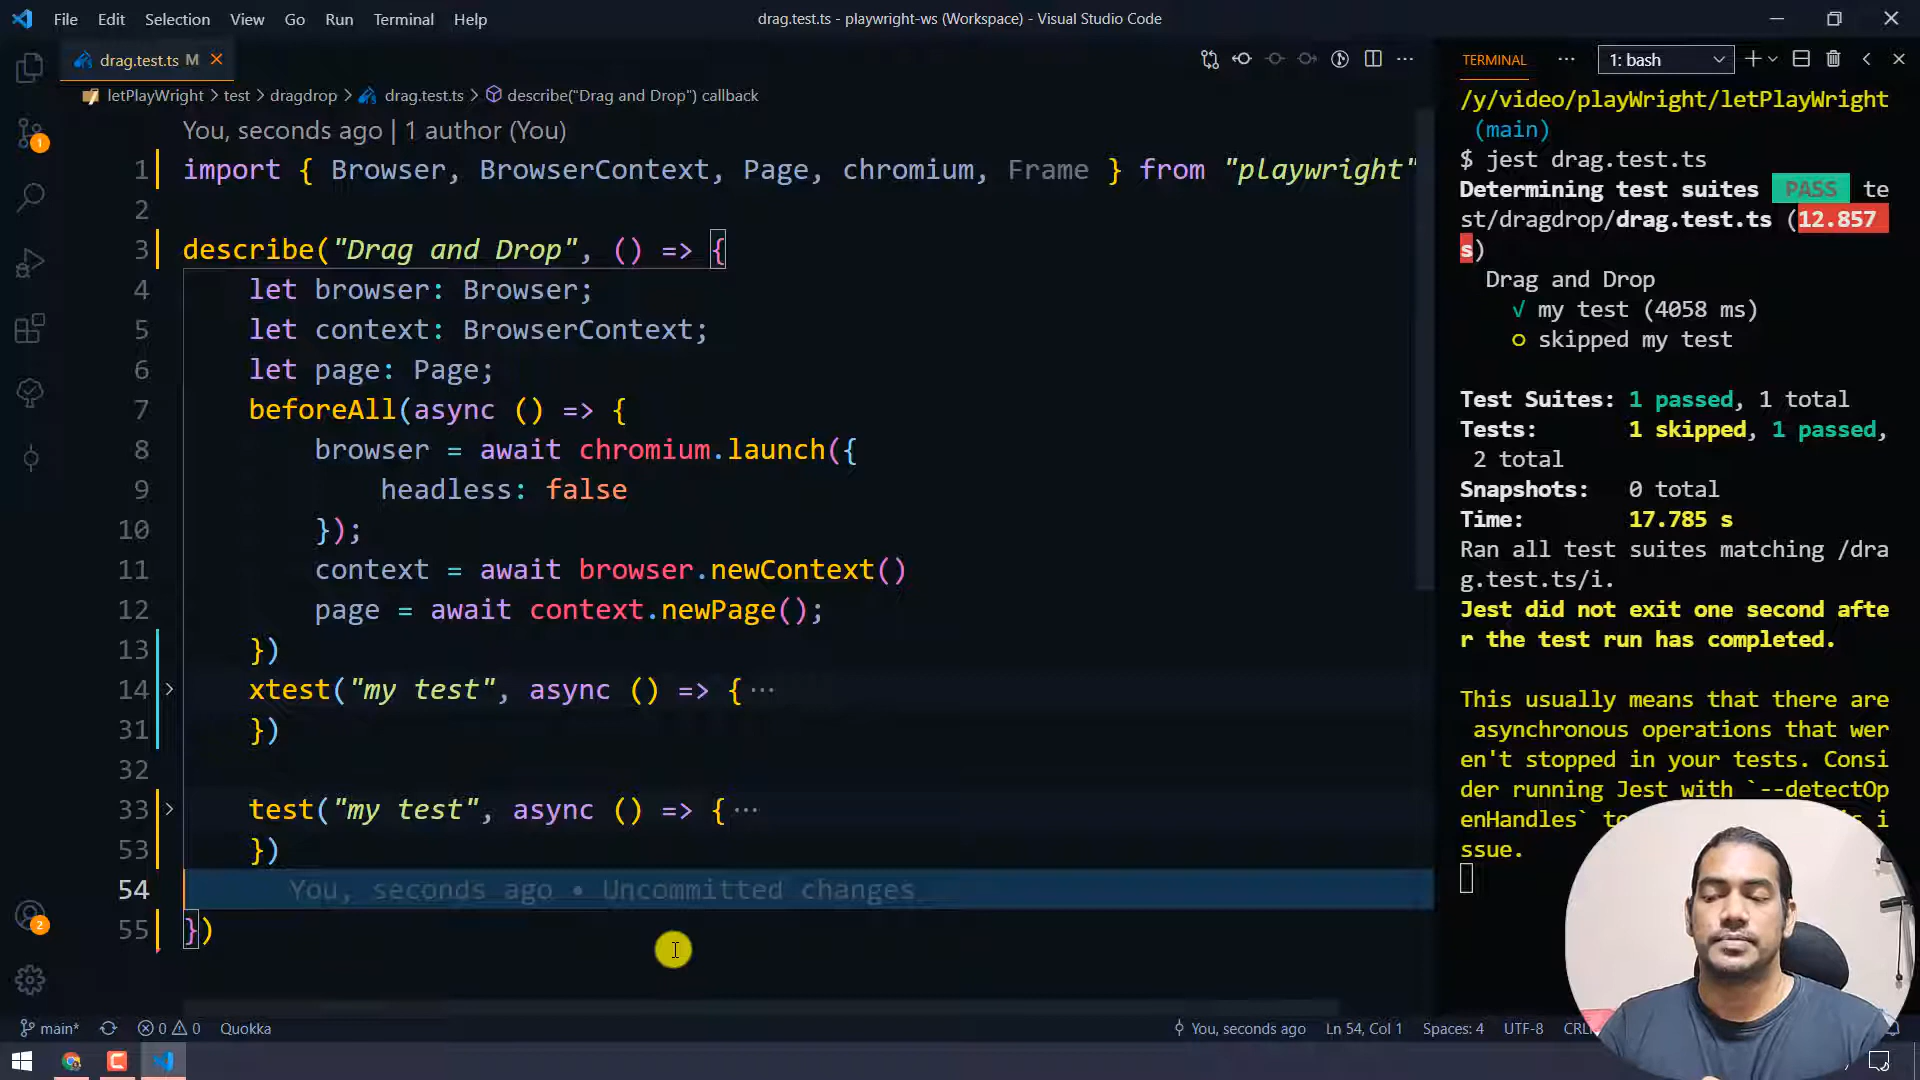 File Edit Selection View Go Run Terminal Help
drag.test.ts - playwright-ws (Workspace) - Visual Studio Code
drag.test.ts M
letPlayWright > test > dragdrop > drag.test.ts > describe("Drag and Drop") callback
You, seconds ago | 1 author (You)
1 import { Browser, BrowserContext, Page, chromium, Frame } from "playwright"
2
3 describe("Drag and Drop", () => {
4 let browser: Browser;
5 let context: BrowserContext;
6 let page: Page;
7 beforeAll(async () => {
8 browser = await chromium.launch({
9 headless: false
10 });
11 context = await browser.newContext()
12 page = await context.newPage();
13 })
14 xtest("my test", async () => {···
31 })
32
33 test("my test", async () => {···
53 })
54 You, seconds ago • Uncommitted changes
55 })
TERMINAL
1: bash
/y/video/playWright/letPlayWright
(main)
$ jest drag.test.ts
Determining test suites PASS te
st/dragdrop/drag.test.ts (12.857
s)
Drag and Drop
√ my test (4058 ms)
○ skipped my test
Test Suites: 1 passed, 1 total
Tests: 1 skipped, 1 passed,
2 total
Snapshots: 0 total
Time: 17.785 s
Ran all test suites matching /dra
g.test.ts/i.
Jest did not exit one second afte
r the test run has completed.
This usually means that there are
asynchronous operations that wer
en't stopped in your tests. Consi
der running Jest with `--detectOp
enHandles` i
ssue.
1
2
main* 0 0 Quokka
You, seconds ago Ln 54, Col 1 Spaces: 4 UTF-8